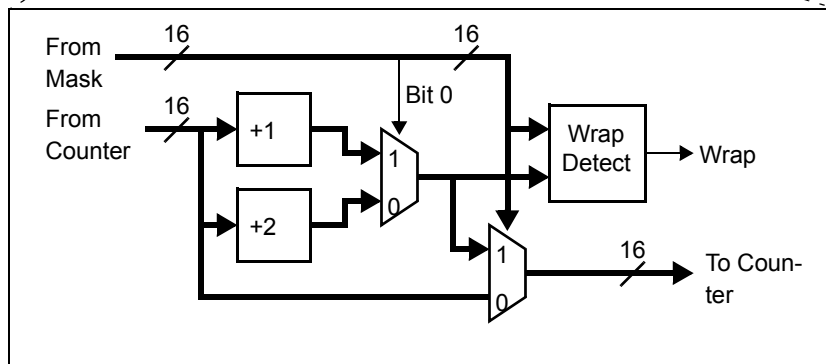 16
16
From
Mask
Bit 0
From
Counter
16
+1
1
0
+2
Wrap
Detect
Wrap
1
0
16
To Coun-
ter